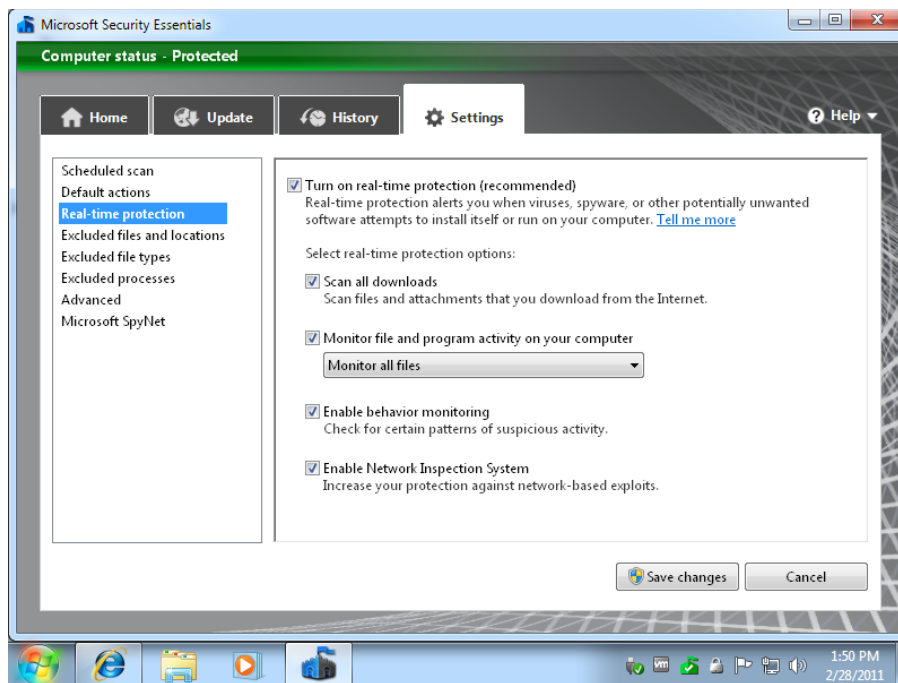 Microsoft Security Essentials
Computer status - Protected
Home
Update
History
Settings
Help
Scheduled scan
Default actions
Real-time protection
Excluded files and locations
Excluded file types
Excluded processes
Advanced
Microsoft SpyNet
Turn on real-time protection (recommended)
Real-time protection alerts you when viruses, spyware, or other potentially unwanted
software attempts to install itself or run on your computer. Tell me more
Select real-time protection options:
Scan all downloads
Scan files and attachments that you download from the Internet.
Monitor file and program activity on your computer
Monitor all files
Enable behavior monitoring
Check for certain patterns of suspicious activity.
Enable Network Inspection System
Increase your protection against network-based exploits.
Save changes
Cancel
vm
1:50 PM
2/28/2011